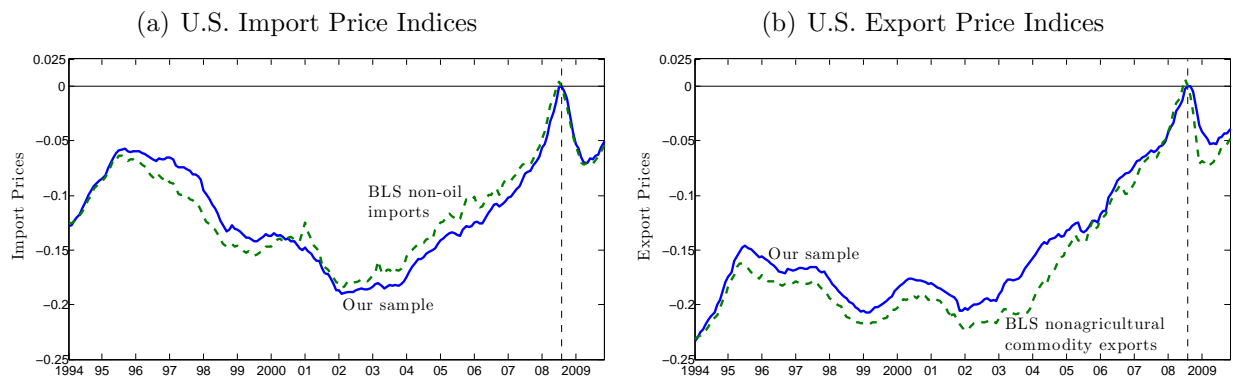 (a) U.S. Import Price Indices
0.025
0
−0.05
−0.1
−0.15
−0.2
−0.25
Import Prices
BLS non-oil
imports
Our sample
1994 95 96 97 98 99 2000 01 02 03 04 05 06 07 08 2009
(b) U.S. Export Price Indices
0.025
0
−0.05
−0.1
−0.15
−0.2
−0.25
Export Prices
Our sample
BLS nonagricultural
commodity exports
1994 95 96 97 98 99 2000 01 02 03 04 05 06 07 08 2009